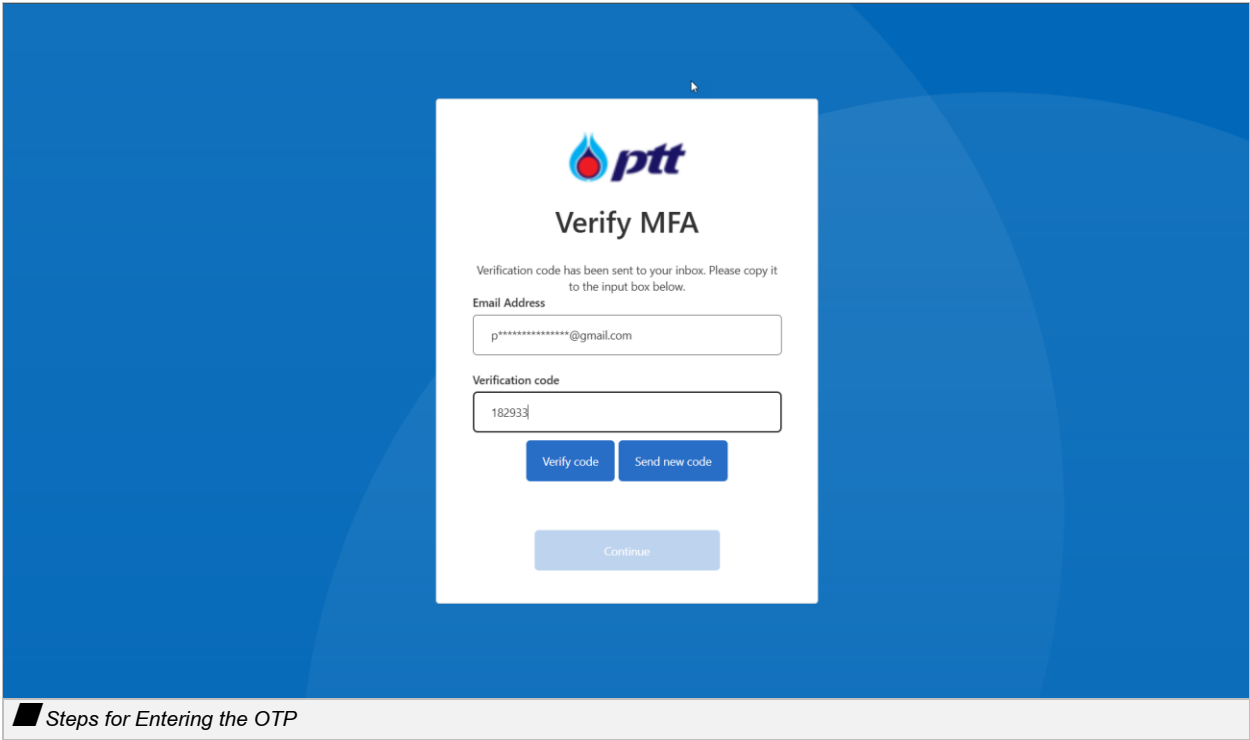 ptt
Verify MFA
Verification code has been sent to your inbox. Please copy it
to the input box below.
Email Address
p***************@gmail.com
Verification code
182933
Verify code
Send new code
Continue
Steps for Entering the OTP